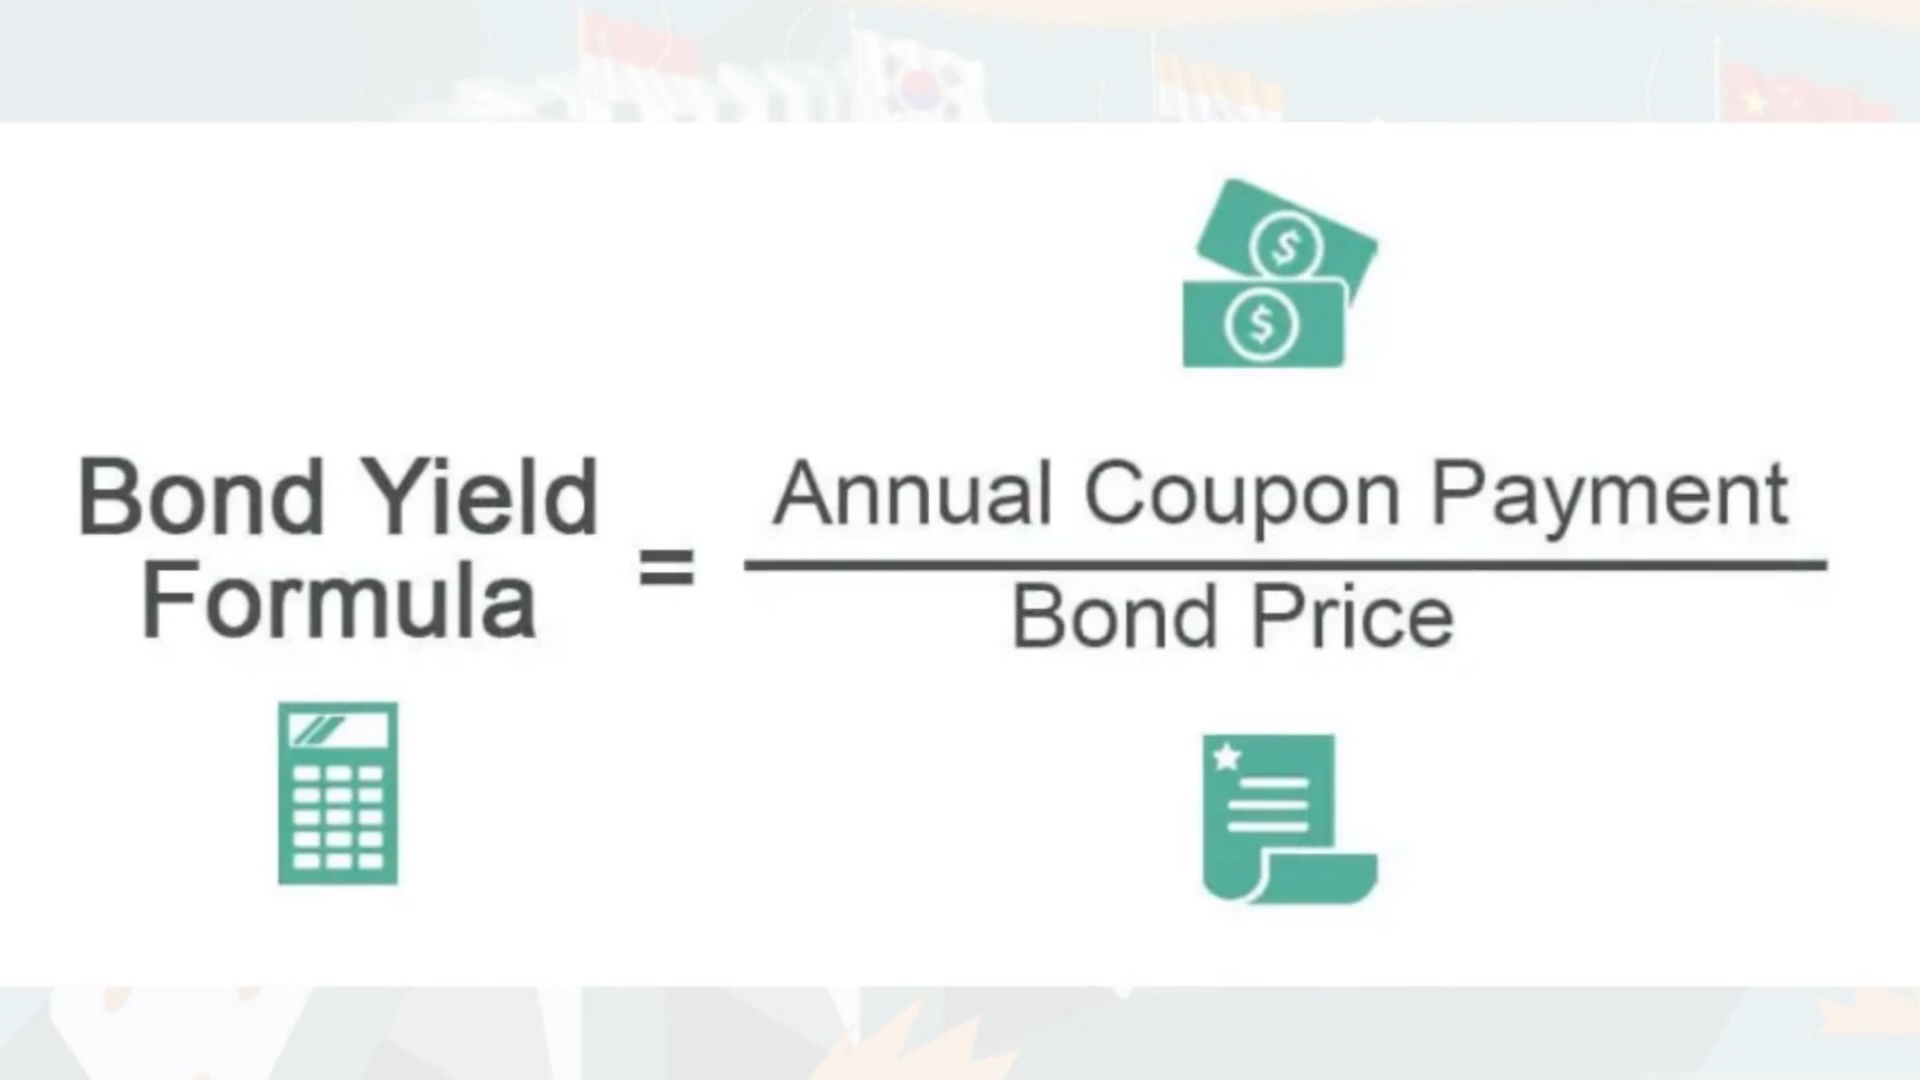 $
$
Bond Yield
Formula
=
Annual Coupon Payment
Bond Price